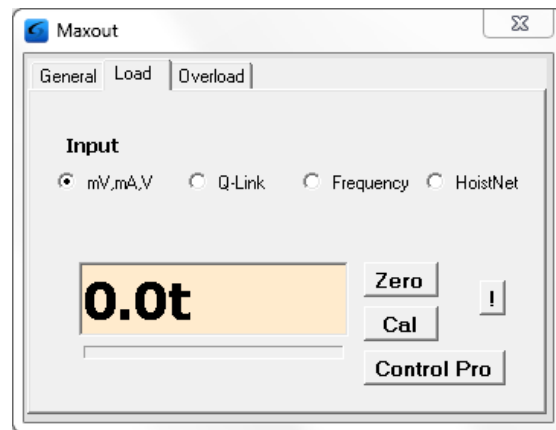 Maxout
General Load Overload
Input
mV,mA,V Q-Link Frequency HoistNet
0.0t
Zero
!
Cal
Control Pro